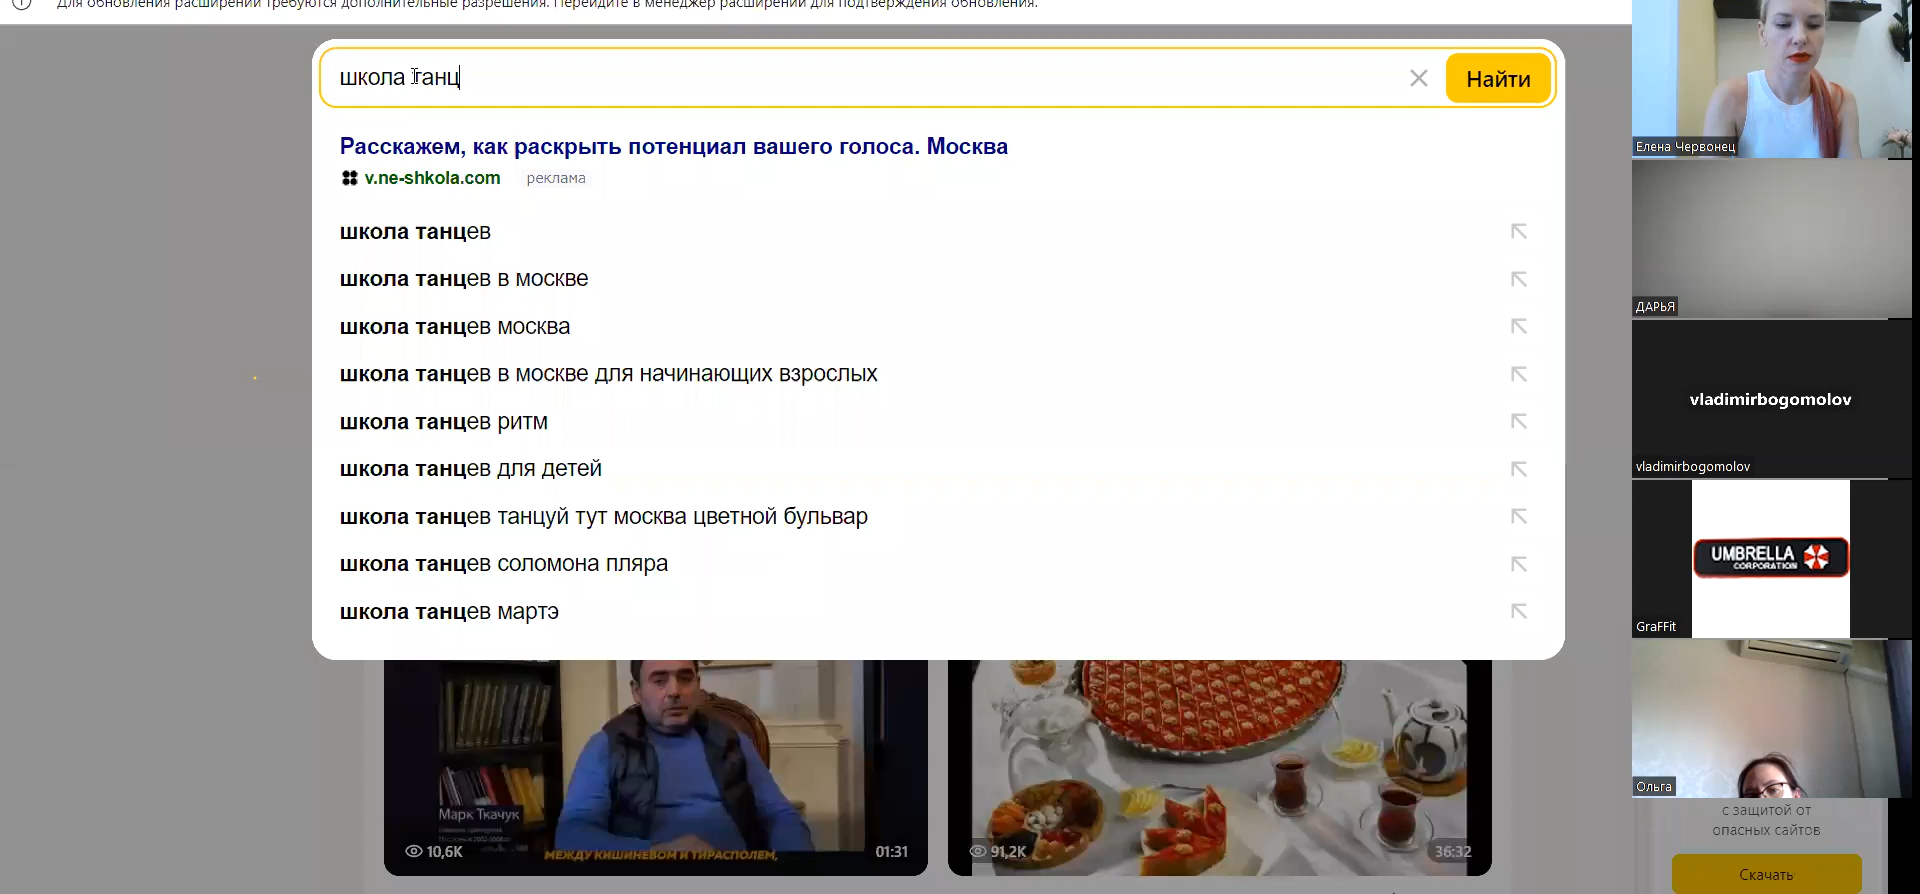 Для обновления расширений требуются дополнительные разрешения. Перейдите в менеджер расширений для подтверждения обновления.
школа танц
Найти
Расскажем, как раскрыть потенциал вашего голоса. Москва
v.ne-shkola.com реклама
школа танцев
школа танцев в москве
школа танцев москва
школа танцев в москве для начинающих взрослых
школа танцев ритм
школа танцев для детей
школа танцев танцуй тут москва цветной бульвар
школа танцев соломона пляра
школа танцев мартэ
Марк Ткачук
10,6K
МЕЖДУ КИШИНЕВОМ И ТИРАСПОЛЕМ,
01:31
91,2K
36:32
Елена Червонец
ДАРЬЯ
vladimirbogomolov
vladimirbogomolov
UMBRELLA
CORPORATION
GraFFit
Ольга
с защитой от
опасных сайтов
Скачать